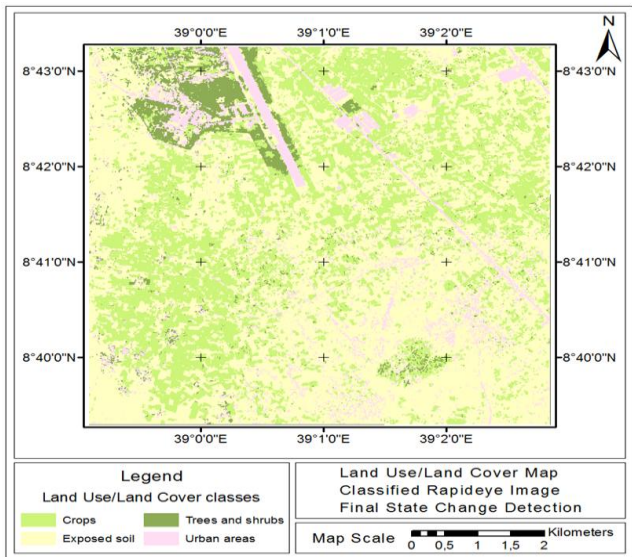 39°0'0"E 39°1'0"E 39°2'0"E
N
8°43'0"N 8°43'0"N
8°42'0"N 8°42'0"N
8°41'0"N 8°41'0"N
8°40'0"N 8°40'0"N
39°0'0"E 39°1'0"E 39°2'0"E
Legend
Land Use/Land Cover classes
Crops Trees and shrubs
Exposed soil Urban areas
Land Use/Land Cover Map
Classified Rapideye Image
Final State Change Detection
Map Scale 0 0,5 1 1,5 2 Kilometers